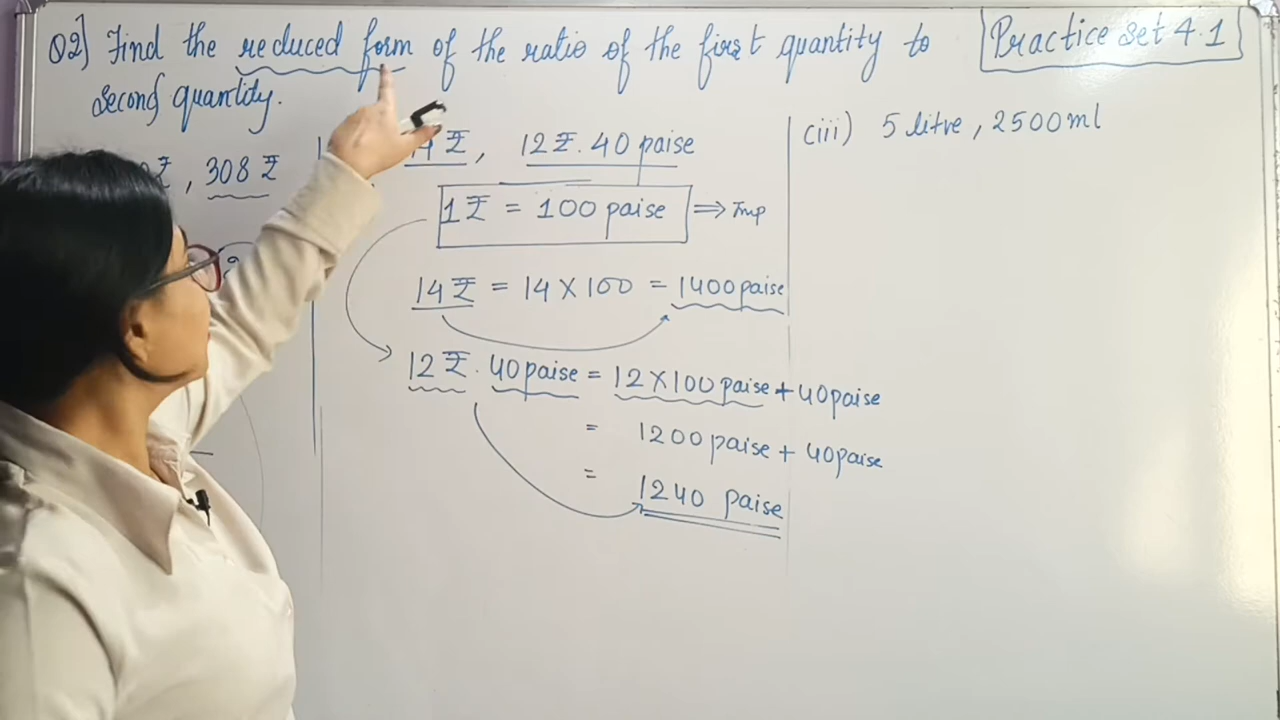 Q2] Find the reduced form of the ratio of the first quantity to
second quantity.
Practice Set 4.1
₹, 308 ₹
14 ₹, 12 ₹. 40 paise
1 ₹ = 100 paise ⇒ Imp
14 ₹ = 14 X 100 = 1400 paise
12 ₹. 40 paise = 12 X 100 paise + 40 paise
= 1200 paise + 40 paise
= 1240 paise
(iii) 5 litre, 2500 ml